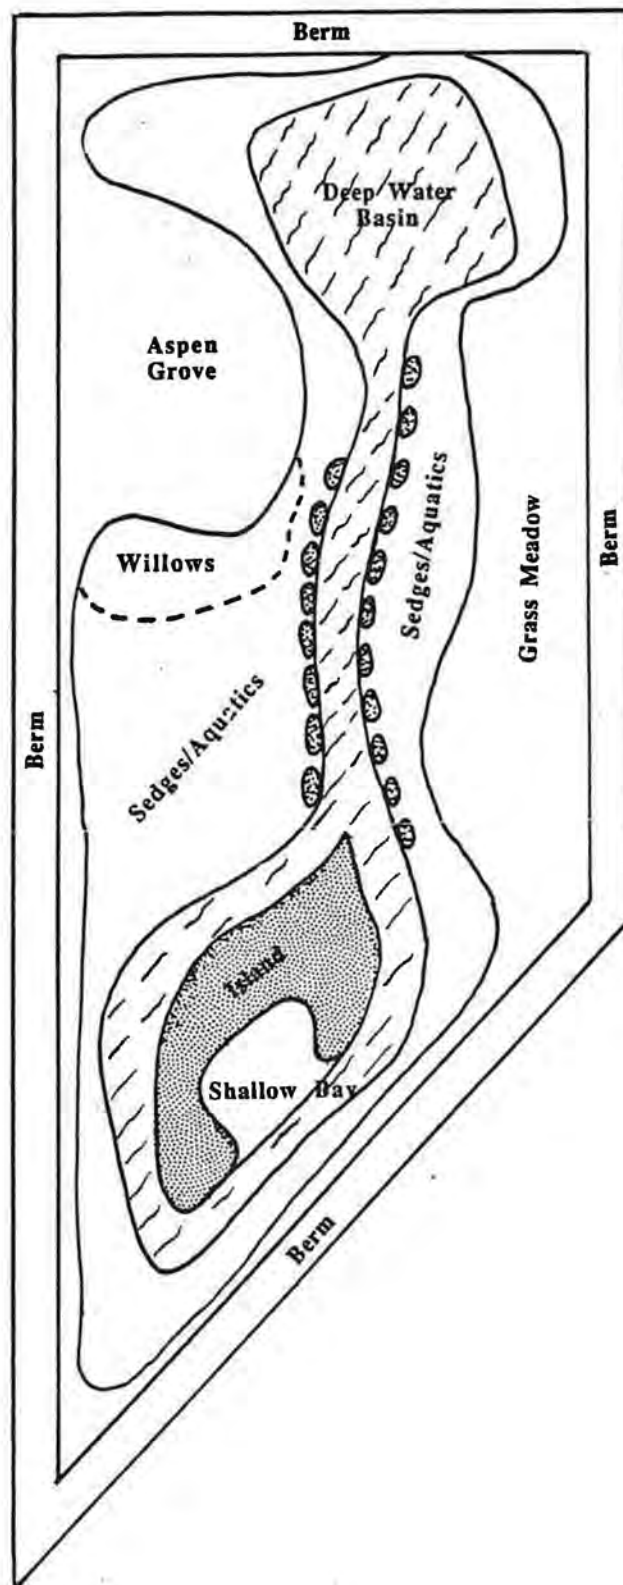 Berm
Deep Water
Basin
Aspen
Grove
Sedges/Aquatics
Willows
Grass Meadow
Berm
Berm
Sedges/Aquatics
Island
Shallow Bay
Berm